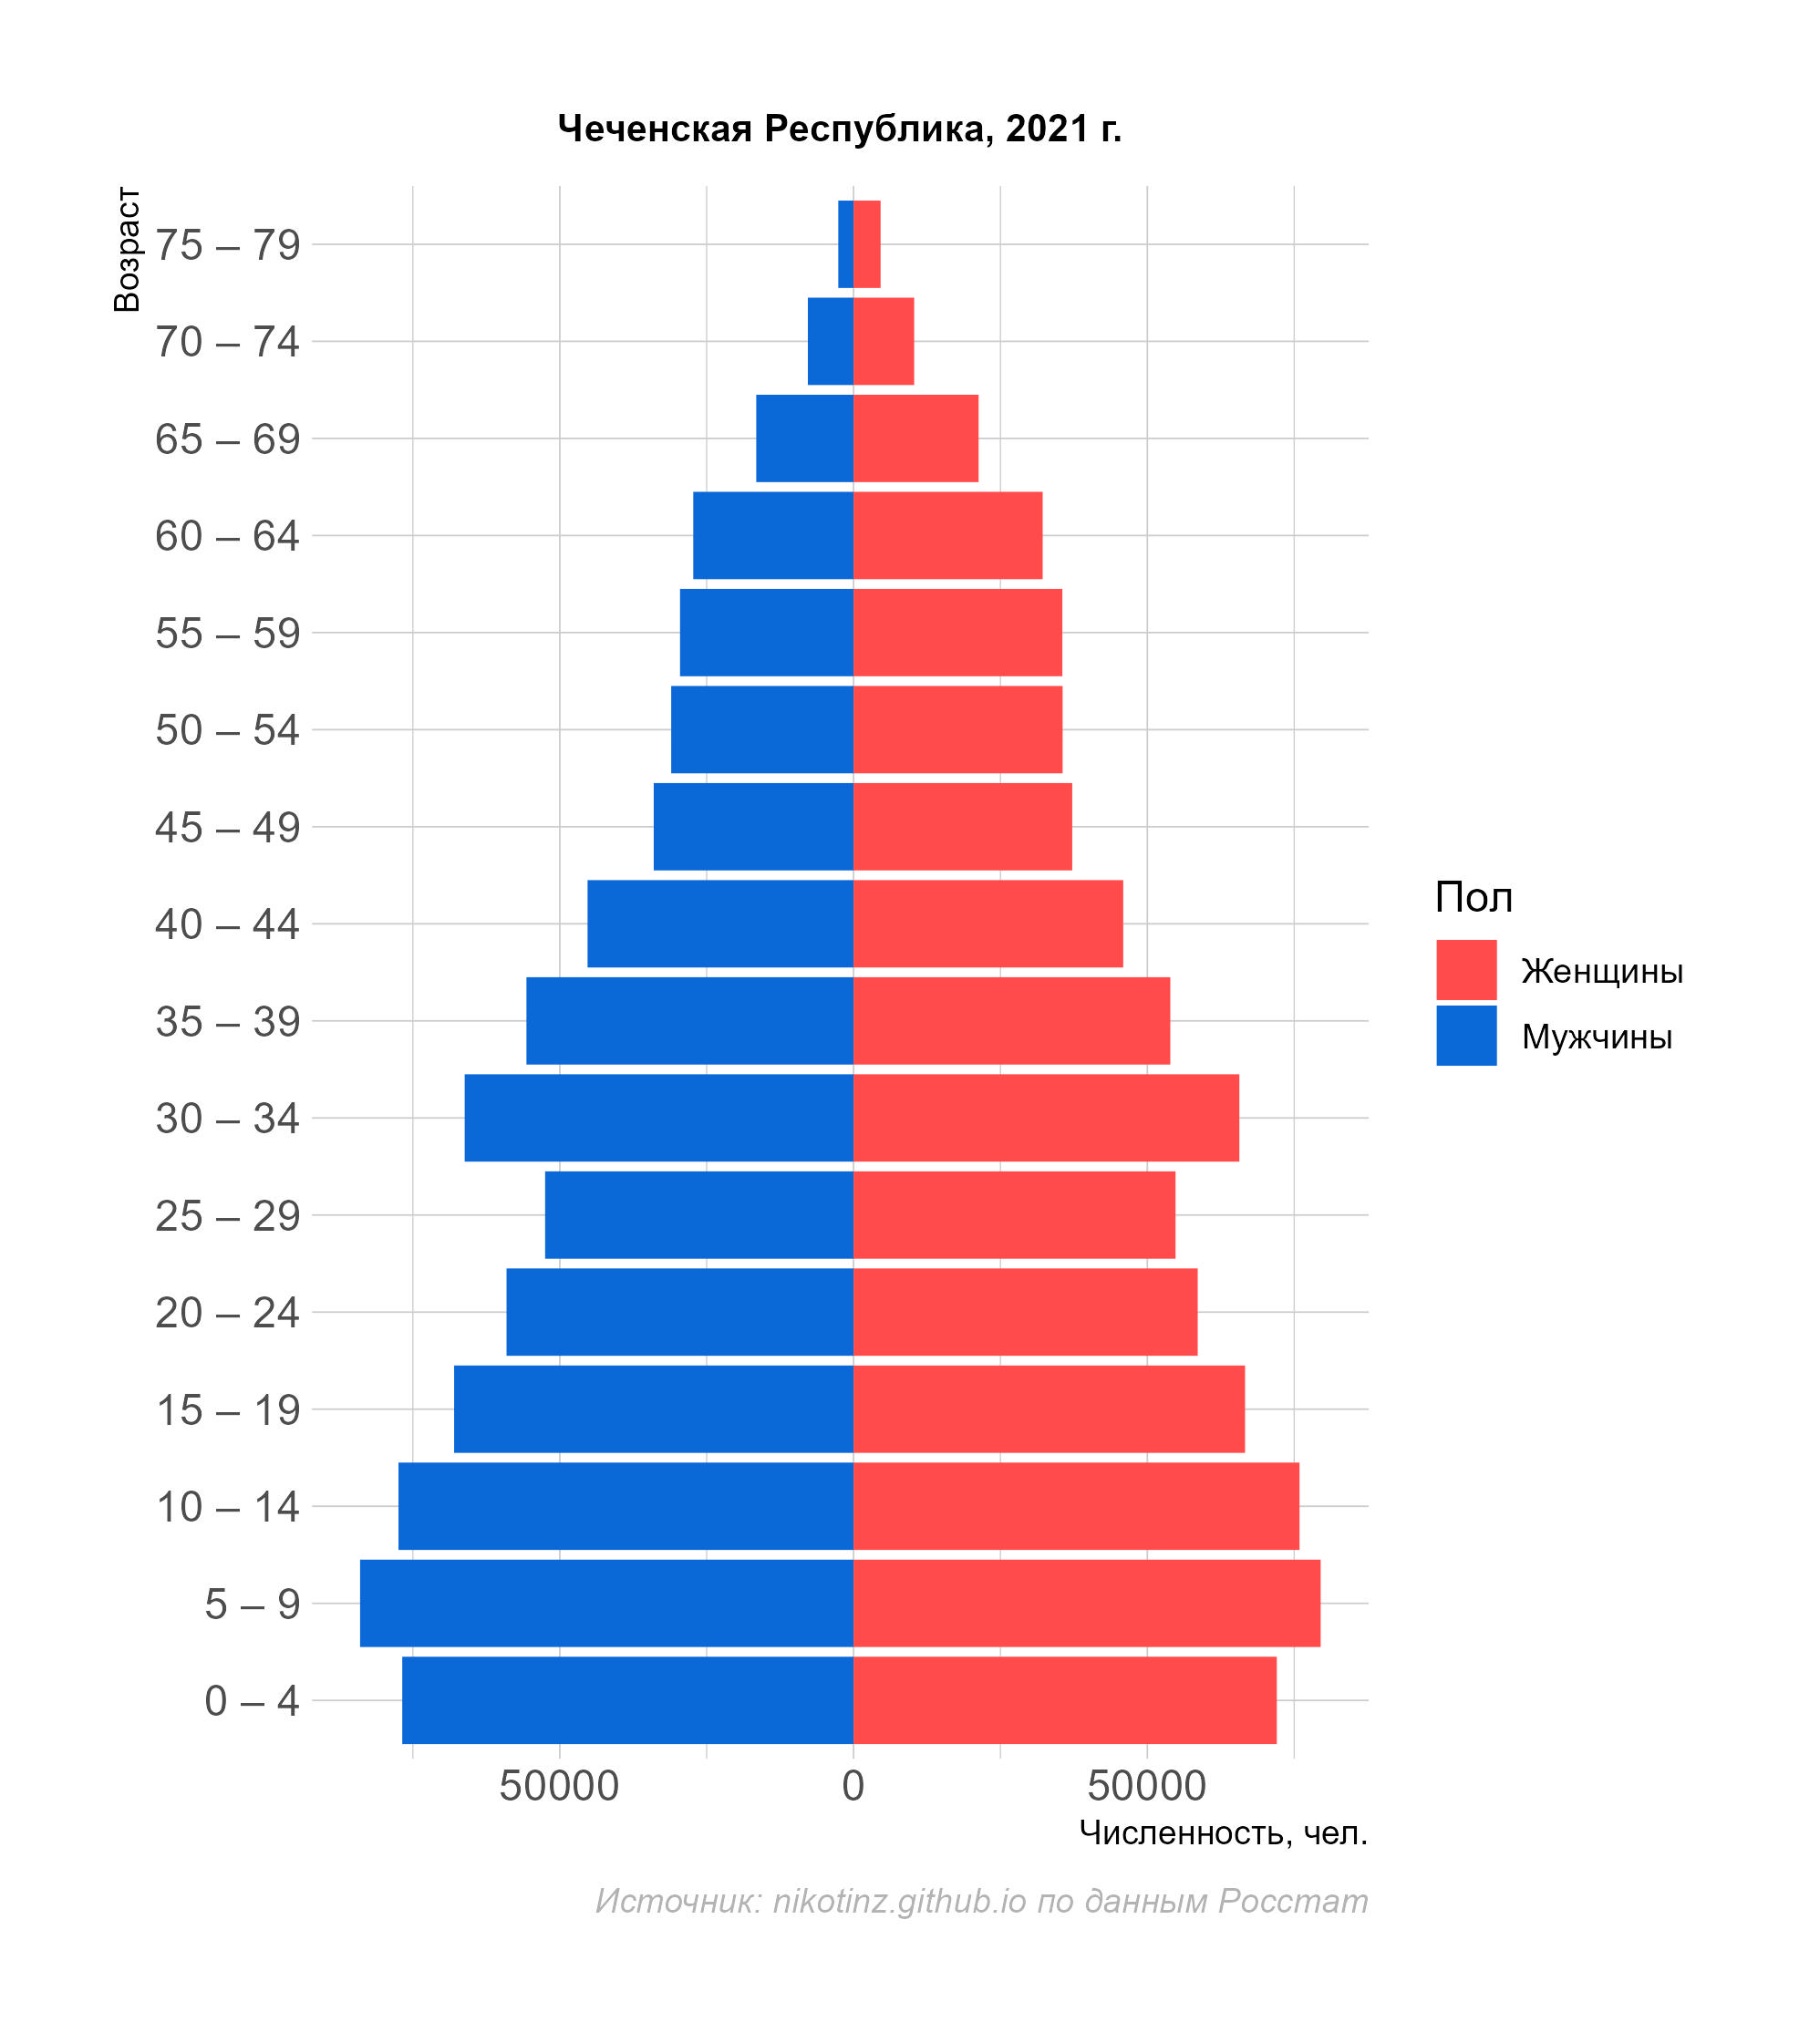 Чеченская Республика, 2021 г.
Возраст
75 – 79
70 – 74
65 – 69
60 – 64
55 – 59
50 – 54
45 – 49
40 – 44
35 – 39
30 – 34
25 – 29
20 – 24
15 – 19
10 – 14
5 – 9
0 – 4
50000 0 50000
Численность, чел.
Пол
Женщины
Мужчины
Источник: nikotinz.github.io по данным Росстат